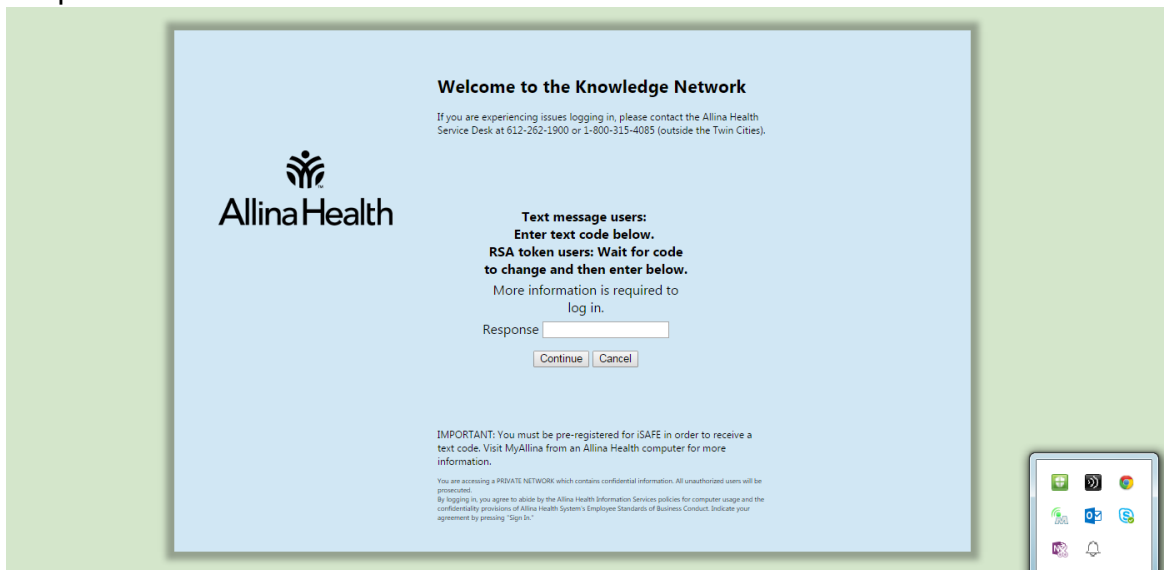 Welcome to the Knowledge Network
If you are experiencing issues logging in, please contact the Allina Health
Service Desk at 612-262-1900 or 1-800-315-4085 (outside the Twin Cities).
Allina Health
Text message users:
Enter text code below.
RSA token users: Wait for code
to change and then enter below.
More information is required to
log in.
Response
Continue Cancel
IMPORTANT: You must be pre-registered for iSAFE in order to receive a
text code. Visit MyAllina from an Allina Health computer for more
information.
You are accessing a PRIVATE NETWORK which contains confidential information. All unauthorized users will be
prosecuted.
By logging in, you agree to abide by the Allina Health Information Services policies for computer usage and the
confidentiality provisions of Allina Health System's Employee Standards of Business Conduct. Indicate your
agreement by pressing "Sign In."